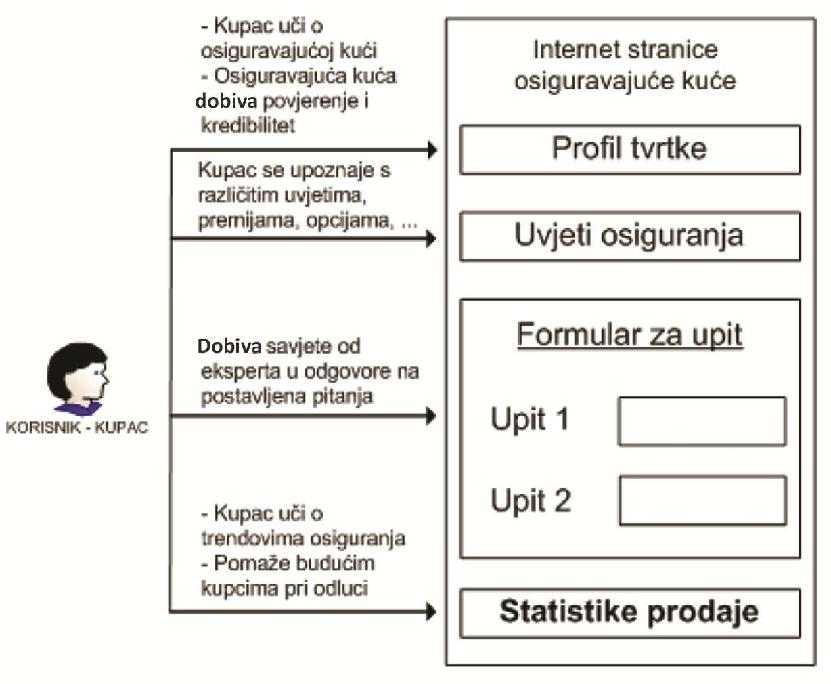 - Kupac uči o
osiguravajućoj kući
- Osiguravajuća kuća
dobiva povjerenje i
kredibilitet
Kupac se upoznaje s
različitim uvjetima,
premijama, opcijama, ...
Dobiva savjete od
eksperta u odgovore na
postavljena pitanja
KORISNIK - KUPAC
- Kupac uči o
trendovima osiguranja
- Pomaže budućim
kupcima pri odluci
Internet stranice
osiguravajuće kuće
Profil tvrtke
Uvjeti osiguranja
Formular za upit
Upit 1
Upit 2
Statistike prodaje